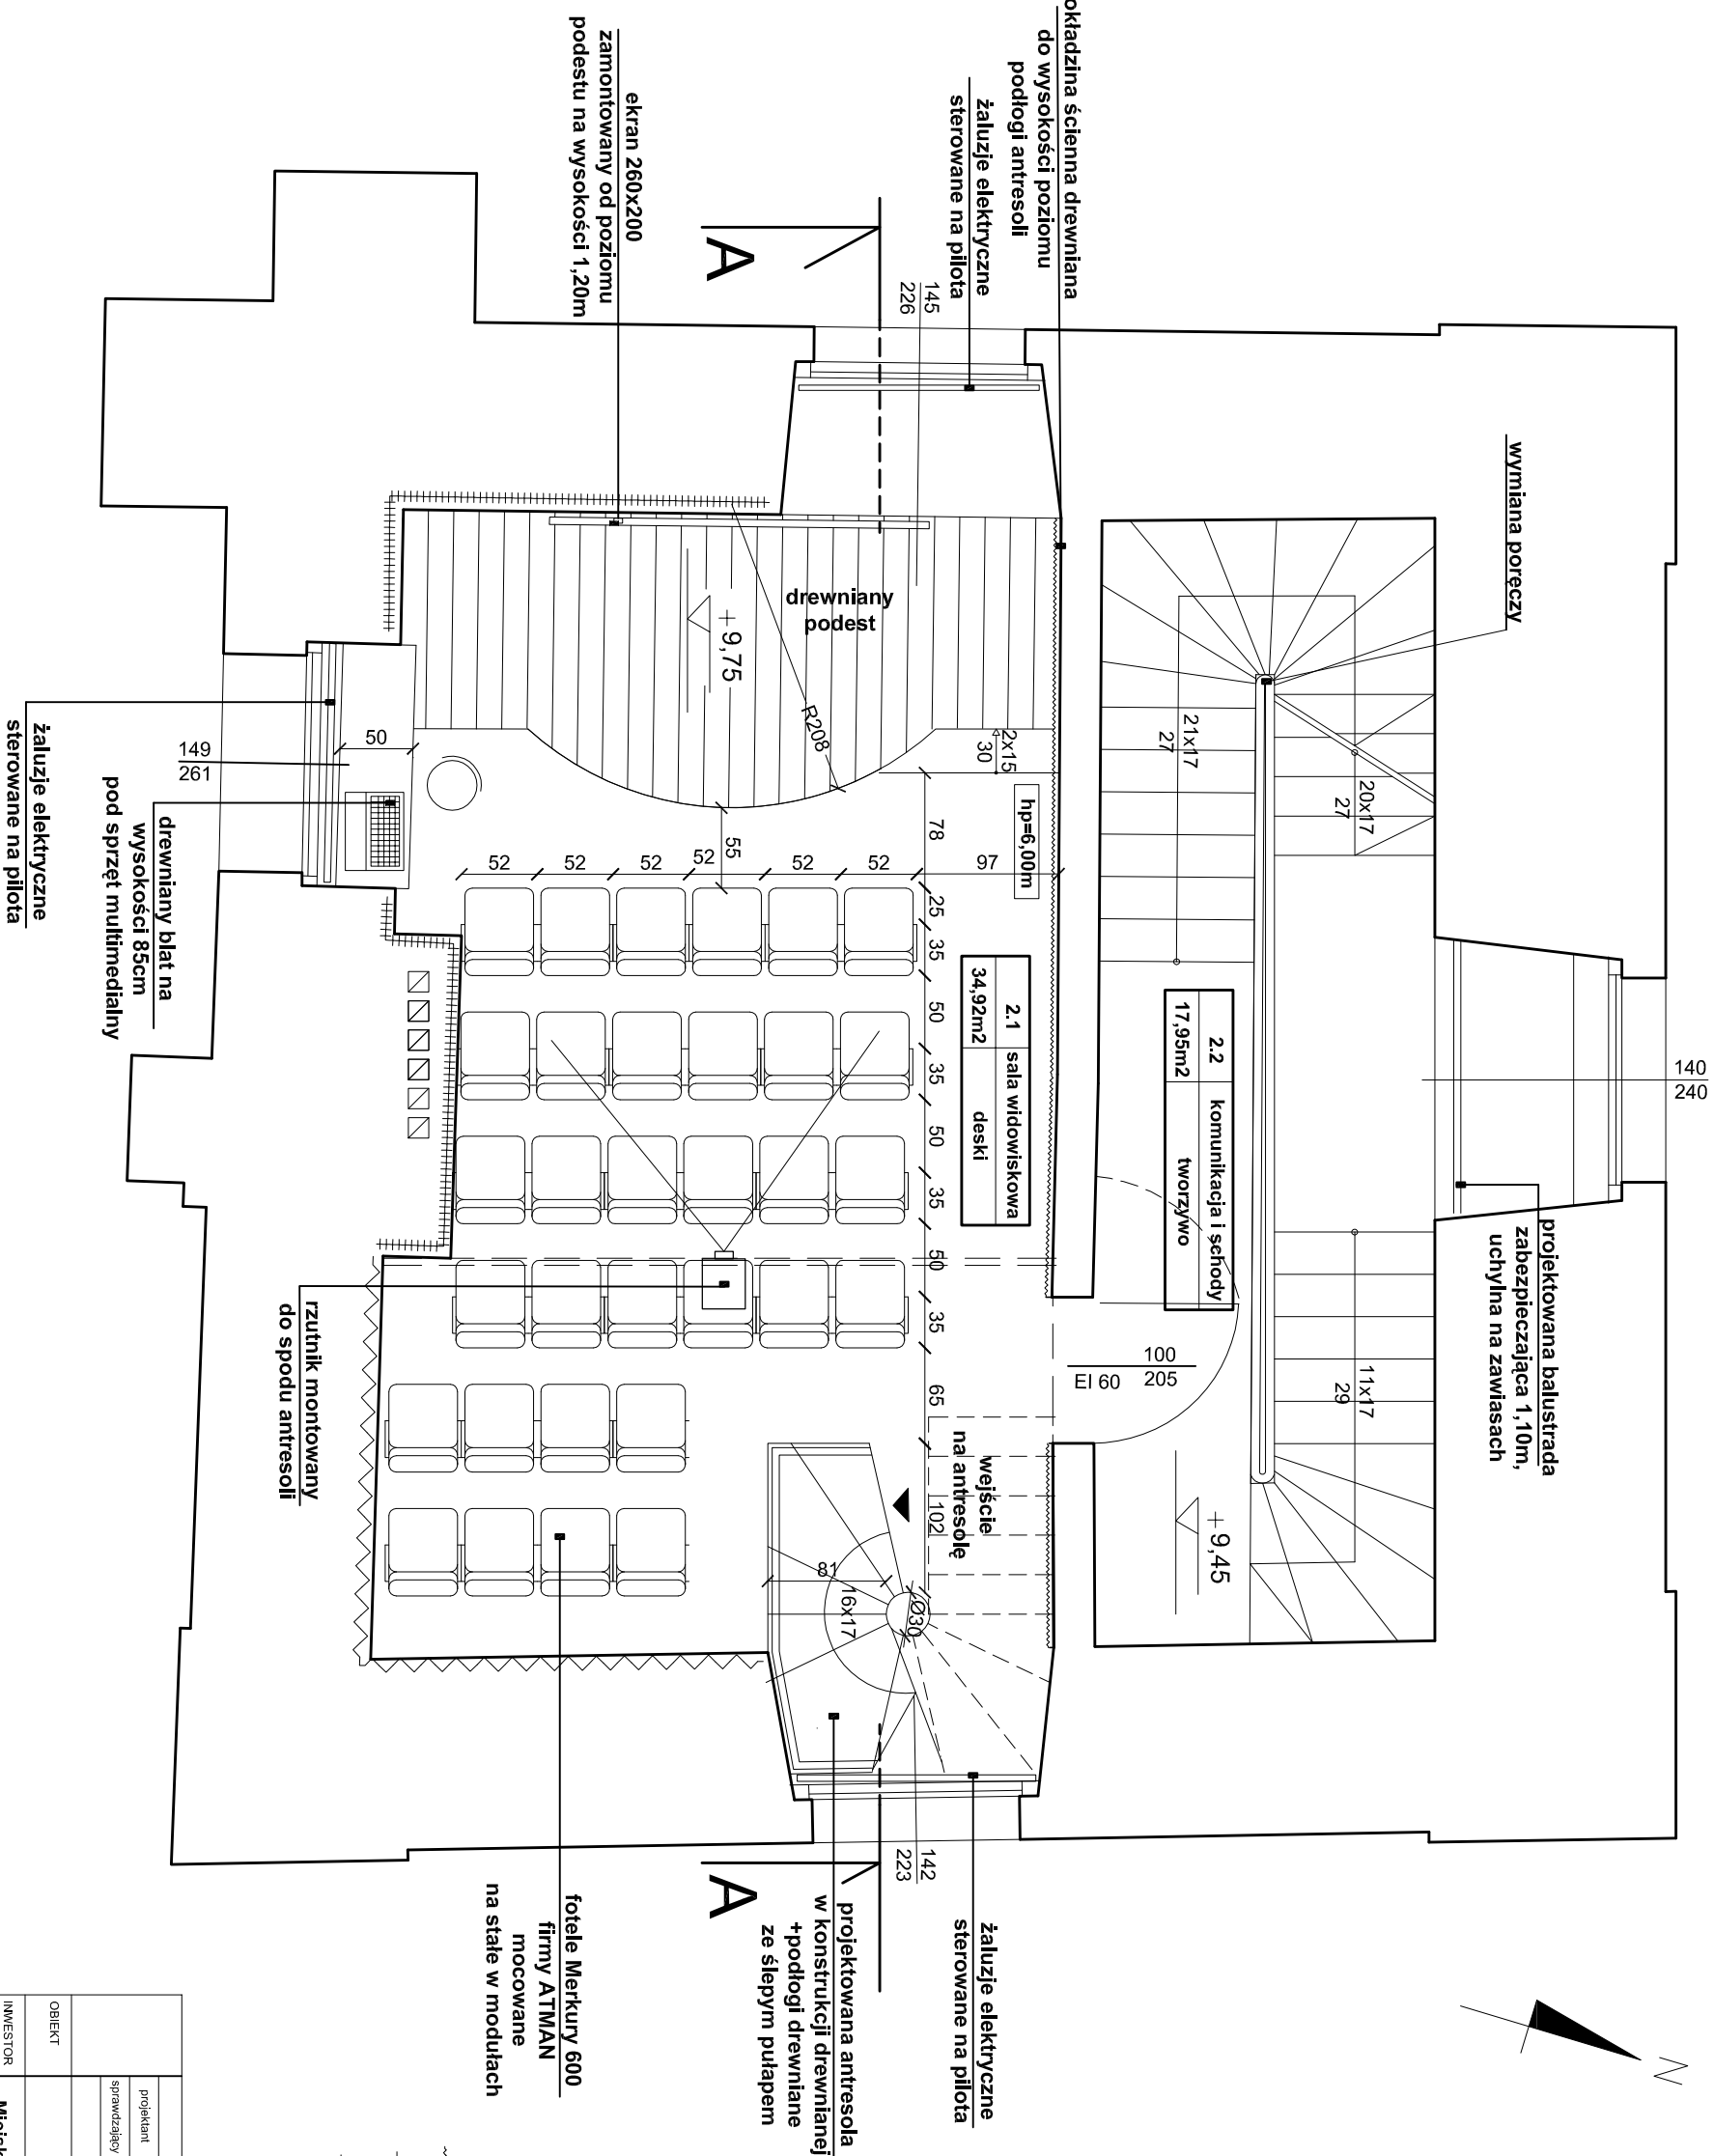 okładzina ścienna drewniana
do wysokości poziomu
podłogi antresoli
żaluzje elektryczne
sterowane na pilota
ekran 260x200
zamontowany od poziomu
podestu na wysokości 1,20m
A
145
226
wymiana poręczy
drewniany
podest
+9,75
R208
2x15
30
hp=6,00m
21x17
27
20x17
27
140
240
149
261
50
żaluzje elektryczne
sterowane na pilota
drewniany blat na
wysokości 85cm
pod sprzęt multimedialny
78
55
52
52
52
52
52
52
97
25
35
50
35
50
35
50
35
65
102
2.1 sala widowiskowa
34,92m2 deski
2.2 komunikacja i schody
17,95m2 tworzywo
projektowana balustrada
zabezpieczająca 1,10m,
uchylna na zawiasach
11x17
29
100
205
EI 60
+9,45
wejście
na antresolę
81
16x17
Ø30
rzutnik montowany
do spodu antresoli
142
223
A
żaluzje elektryczne
sterowane na pilota
projektowana antresola
w konstrukcji drewnianej
+podłogi drewniane
ze ślepym pułapem
fotele Merkury 600
firmy ATMAN
mocowane
na stałe w modułach
N
projektant
sprawdzający
OBIEKT
INWESTOR